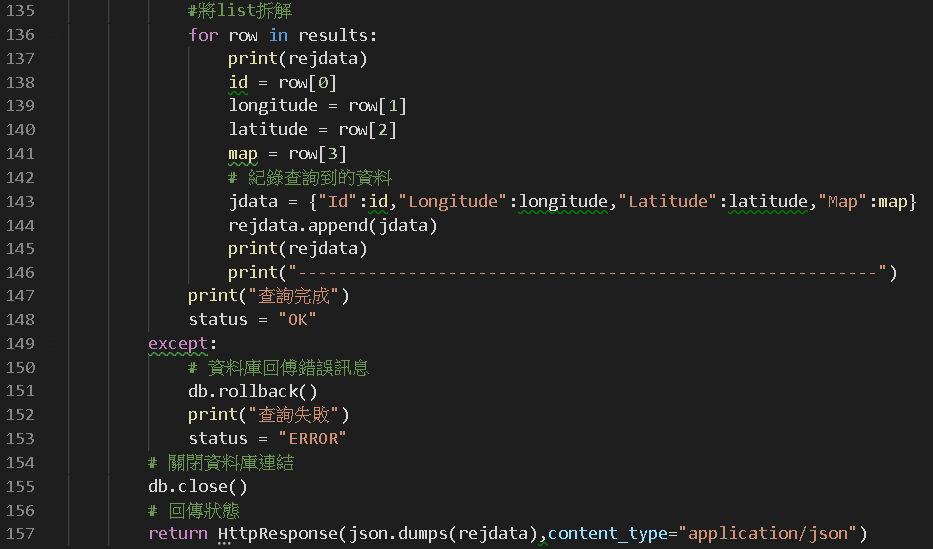 135 #將list拆解
136 for row in results:
137 print(rejdata)
138 id = row[0]
139 longitude = row[1]
140 latitude = row[2]
141 map = row[3]
142 # 紀錄查詢到的資料
143 jdata = {"Id":id,"Longitude":longitude,"Latitude":latitude,"Map":map}
144 rejdata.append(jdata)
145 print(rejdata)
146 print("----------------------------------------------------------")
147 print("查詢完成")
148 status = "OK"
149 except:
150 # 資料庫回傳錯誤訊息
151 db.rollback()
152 print("查詢失敗")
153 status = "ERROR"
154 # 關閉資料庫連結
155 db.close()
156 # 回傳狀態
157 return HttpResponse(json.dumps(rejdata),content_type="application/json")